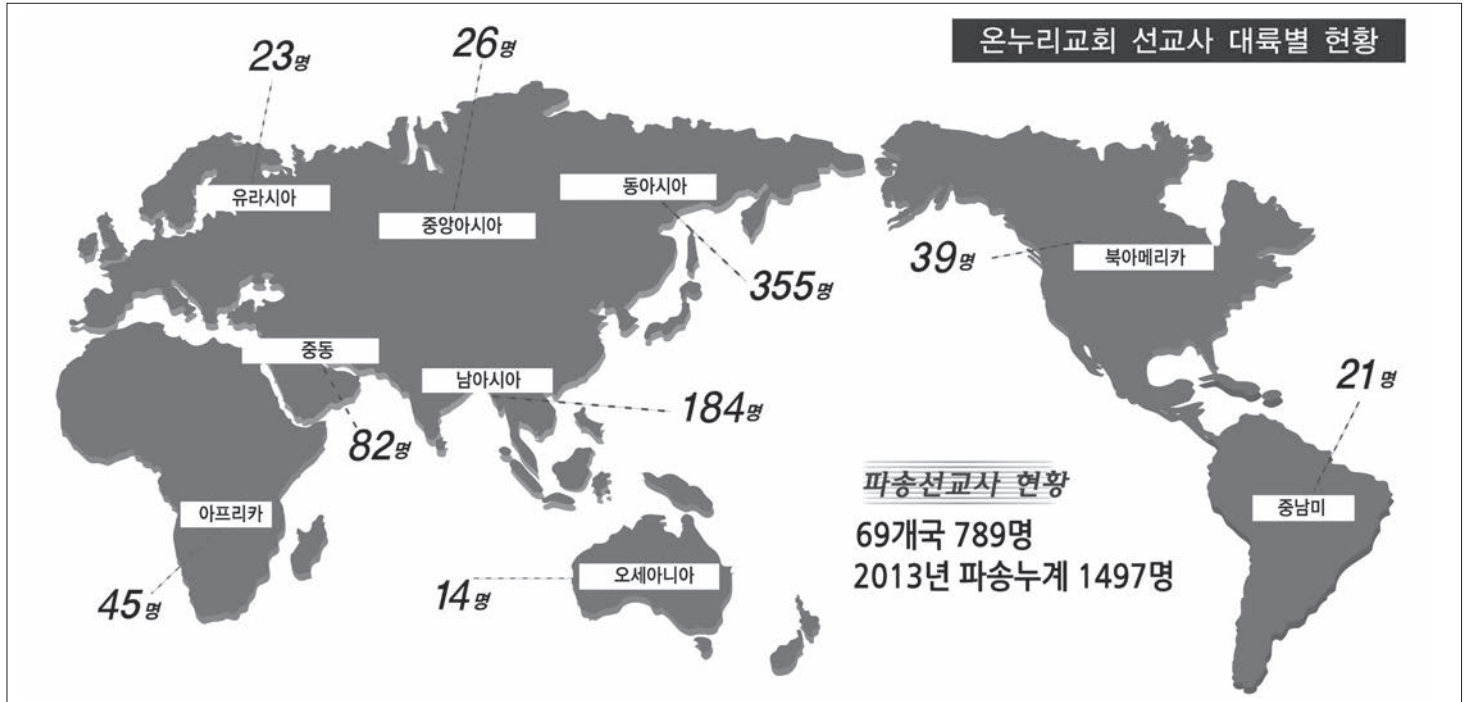 온누리교회 선교사 대륙별 현황
23명
26명
유라시아
중앙아시아
동아시아
355명
39명
북아메리카
중동
82명
남아시아
184명
21명
중남미
아프리카
45명
오세아니아
14명
파송선교사 현황
69개국 789명
2013년 파송누계 1497명